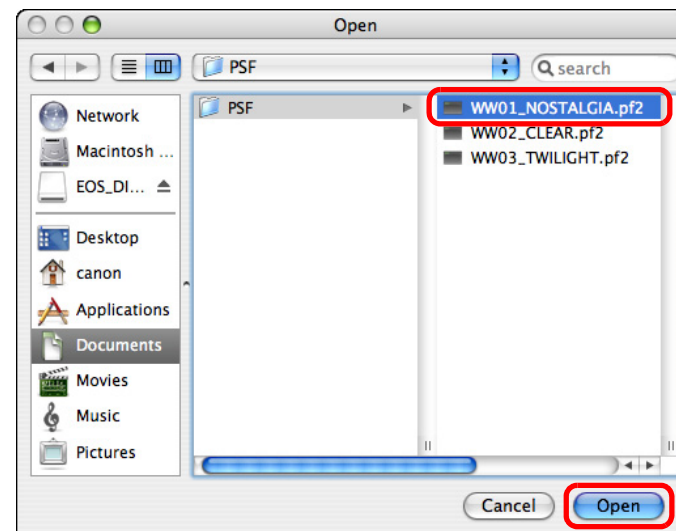 Open
PSF
search
Network
Macintosh ...
EOS_DI...
Desktop
canon
Applications
Documents
Movies
Music
Pictures
PSF
WW01_NOSTALGIA.pf2
WW02_CLEAR.pf2
WW03_TWILIGHT.pf2
Cancel
Open